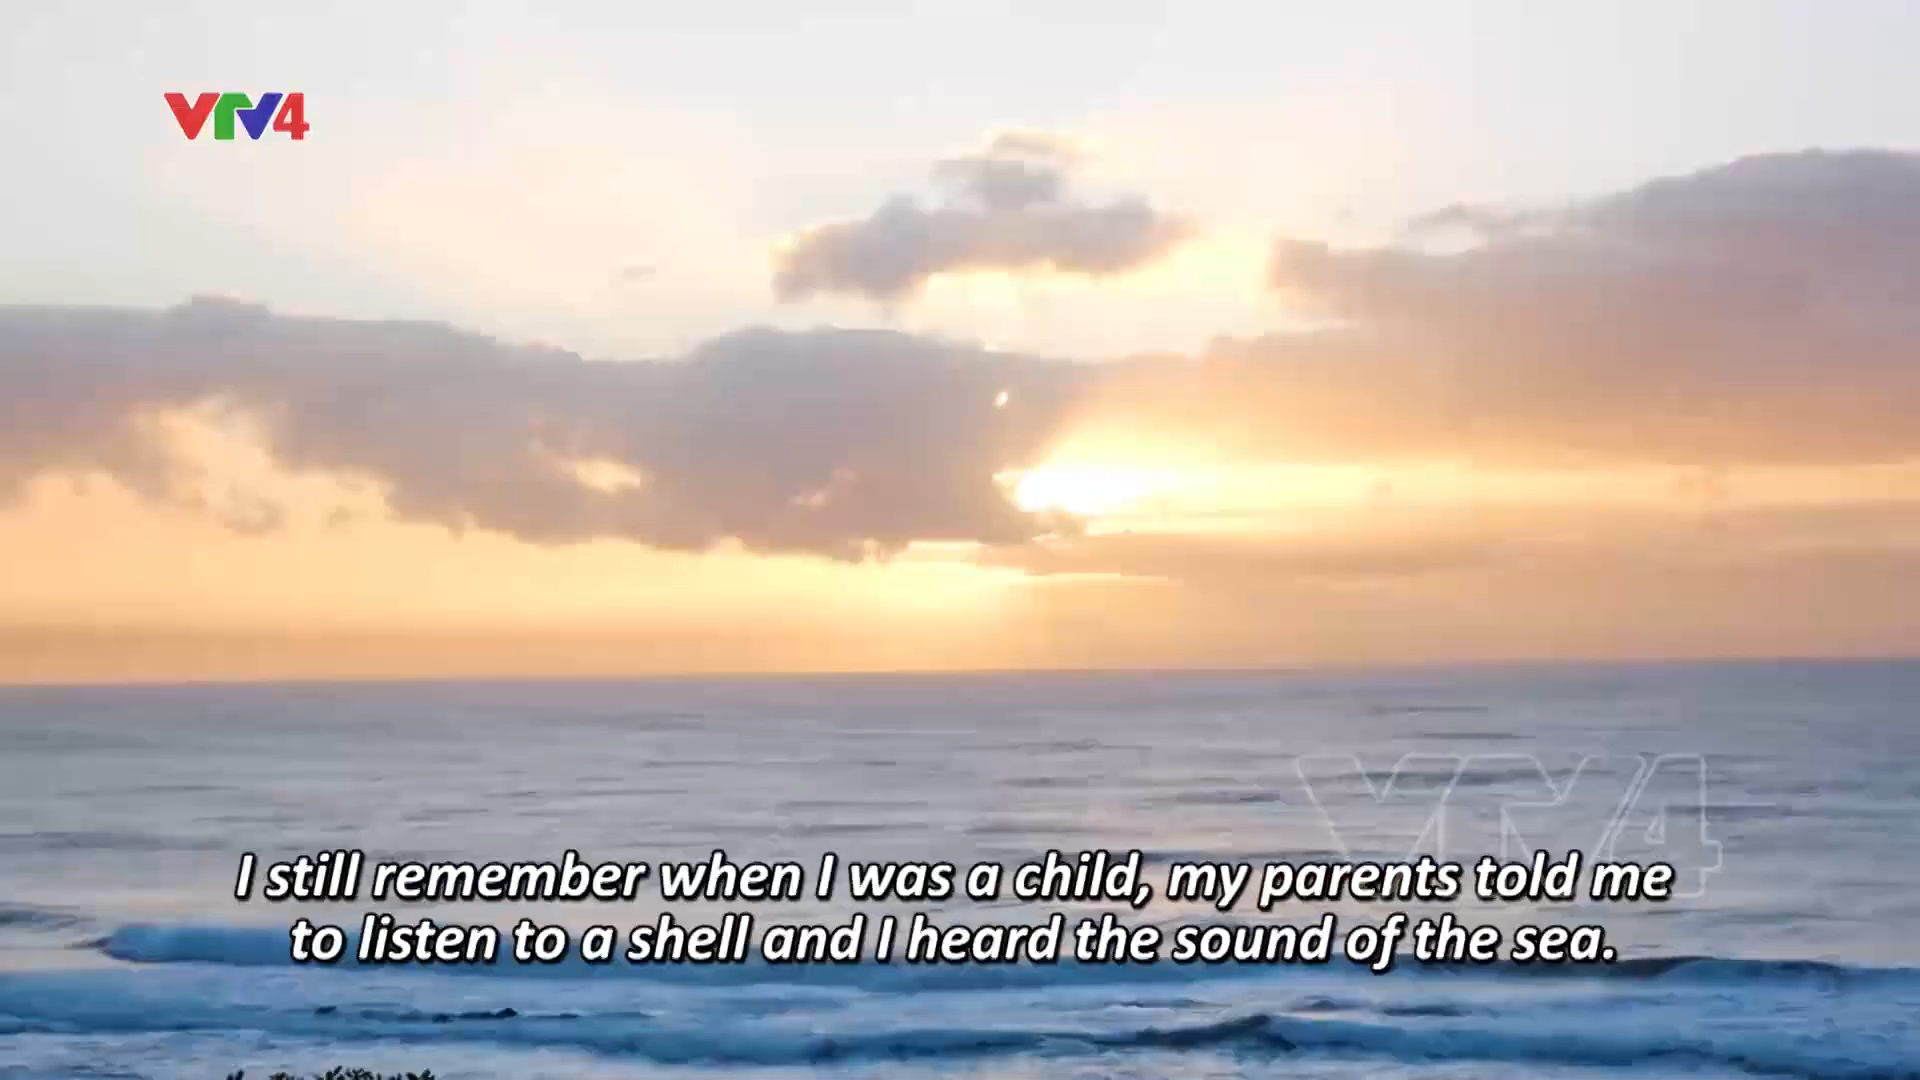 VTV4
VTV4
I still remember when I was a child, my parents told me
to listen to a shell and I heard the sound of the sea.